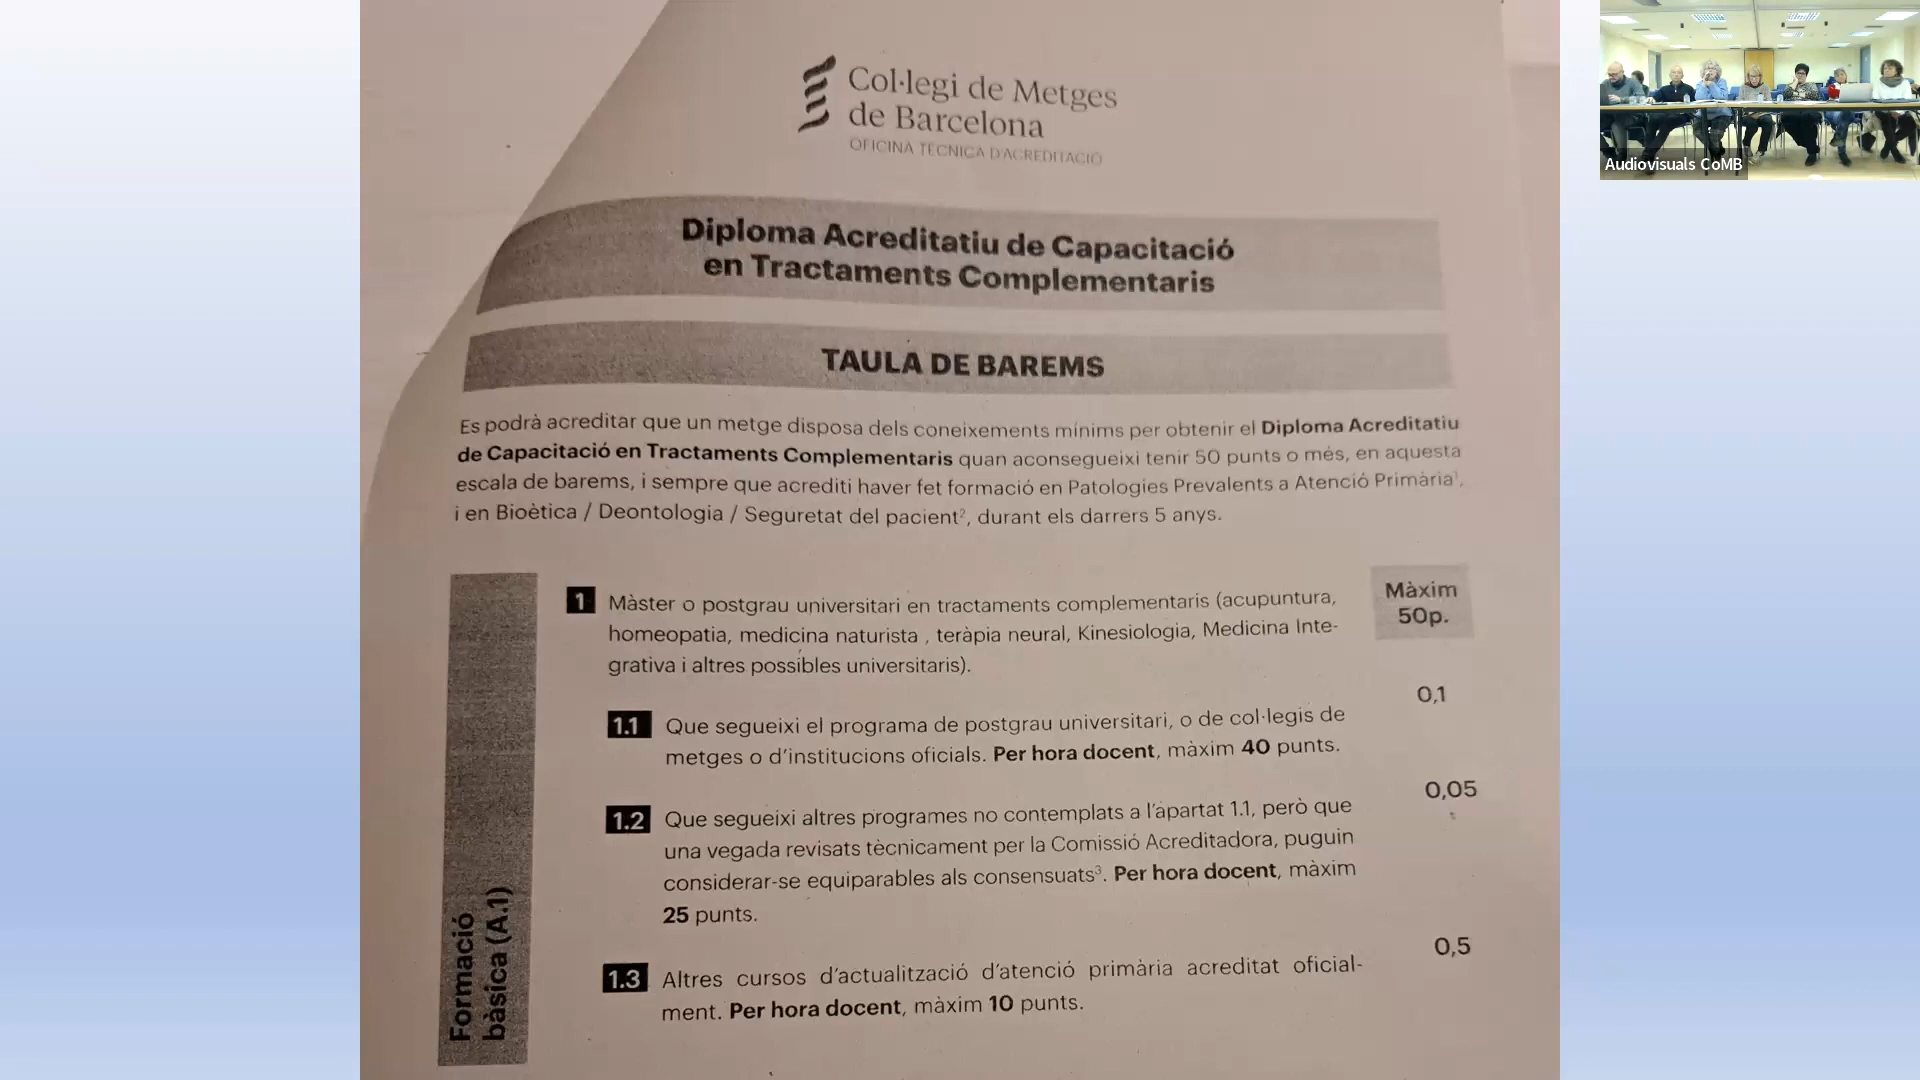 Col·legi de Metges
de Barcelona
OFICINA TÈCNICA D'ACREDITACIÓ
Diploma Acreditatiu de Capacitació
en Tractaments Complementaris
TAULA DE BAREMS
Es podrà acreditar que un metge disposa dels coneixements mínims per obtenir el Diploma Acreditatiu
de Capacitació en Tractaments Complementaris quan aconsegueixi tenir 50 punts o més, en aquesta
escala de barems, i sempre que acrediti haver fet formació en Patologies Prevalents a Atenció Primària¹,
i en Bioètica / Deontologia / Seguretat del pacient², durant els darrers 5 anys.
Formació
bàsica (A.1)
1 Màster o postgrau universitari en tractaments complementaris (acupuntura,
homeopatia, medicina naturista , teràpia neural, Kinesiologia, Medicina Inte-
grativa i altres possibles universitaris).
Màxim
50p.
1.1 Que segueixi el programa de postgrau universitari, o de col·legis de
metges o d'institucions oficials. Per hora docent, màxim 40 punts.
0,1
1.2 Que segueixi altres programes no contemplats a l'apartat 1.1, però que
una vegada revisats tècnicament per la Comissió Acreditadora, puguin
considerar-se equiparables als consensuats³. Per hora docent, màxim
25 punts.
0,05
1.3 Altres cursos d'actualització d'atenció primària acreditat oficial-
ment. Per hora docent, màxim 10 punts.
0,5
Audiovisuals CoMB